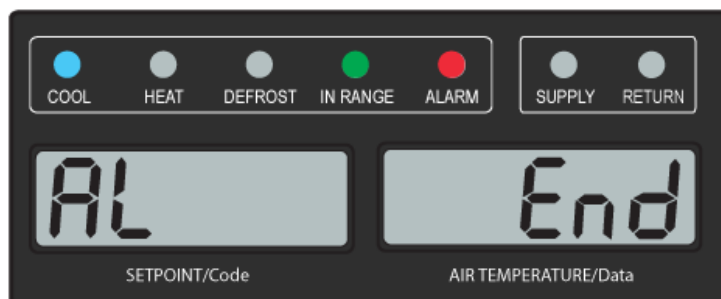 COOL HEAT DEFROST IN RANGE ALARM SUPPLY RETURN
AL End
SETPOINT/Code AIR TEMPERATURE/Data